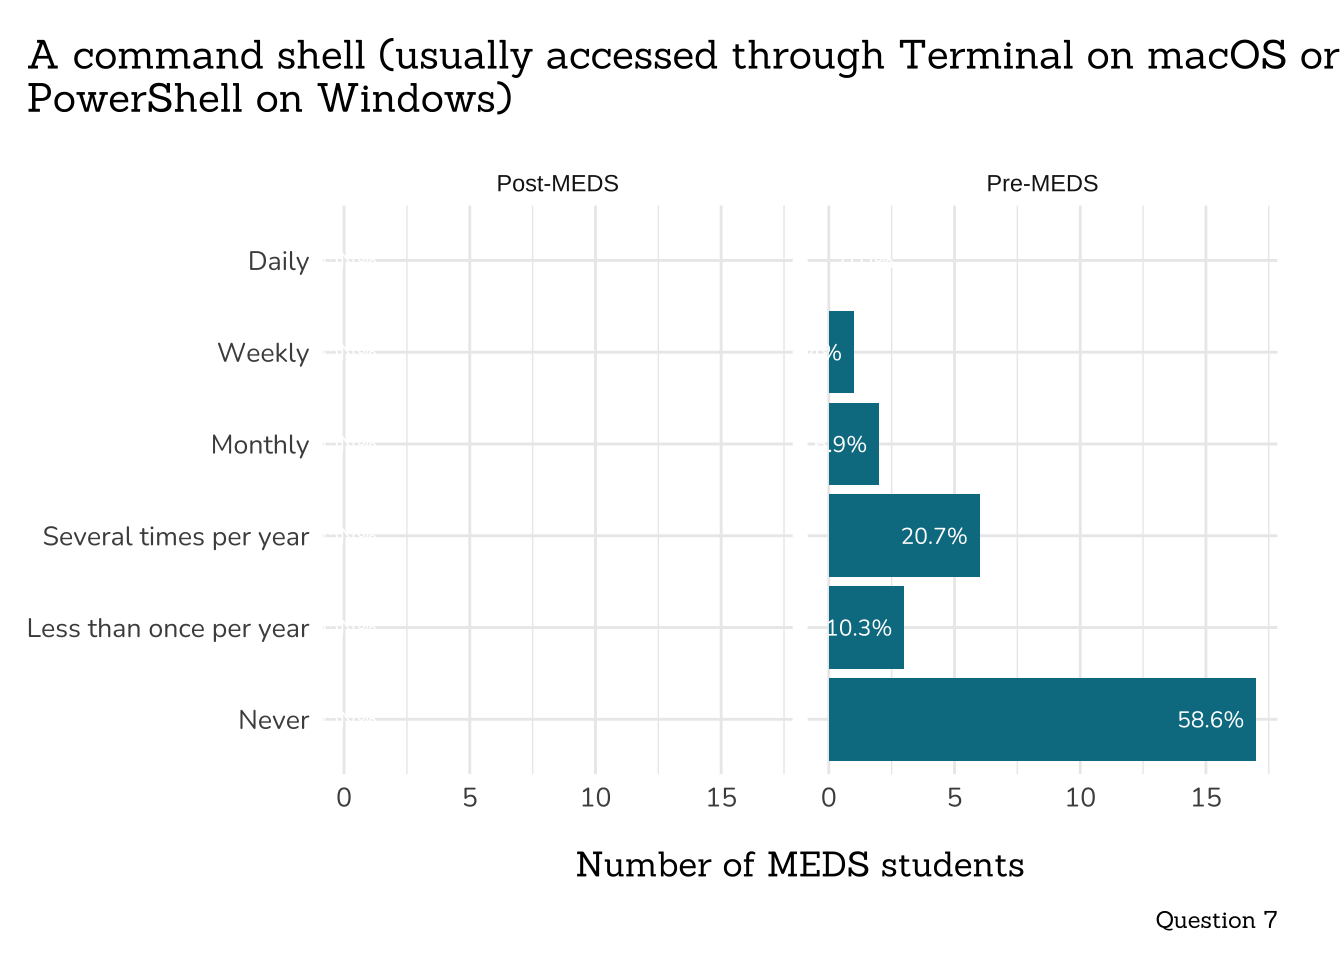 A command shell (usually accessed through Terminal on macOS or
PowerShell on Windows)
Post-MEDS
Pre-MEDS
Daily
Weekly
%
Monthly
.9%
Several times per year
20.7%
Less than once per year
10.3%
Never
58.6%
0 5 10 15
0 5 10 15
Number of MEDS students
Question 7